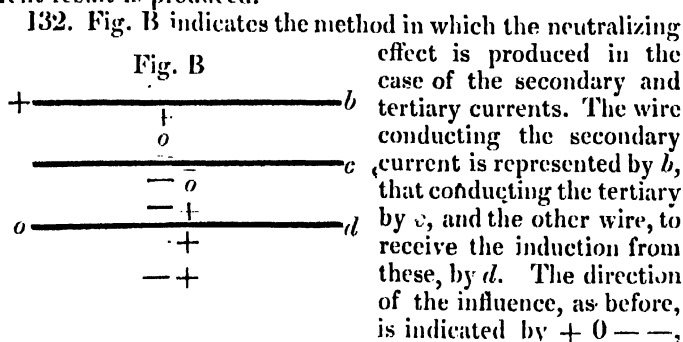 132. Fig. B indicates the method in which the neutralizing
effect is produced in the
case of the secondary and
tertiary currents. The wire
conducting the secondary
current is represented by b,
that conducting the tertiary
by c, and the other wire, to
receive the induction from
these, by d. The direction
of the influence, as before,
is indicated by + 0 — —,
Fig. B
+ b
+
o
c
— o
— +
o d
+
— +